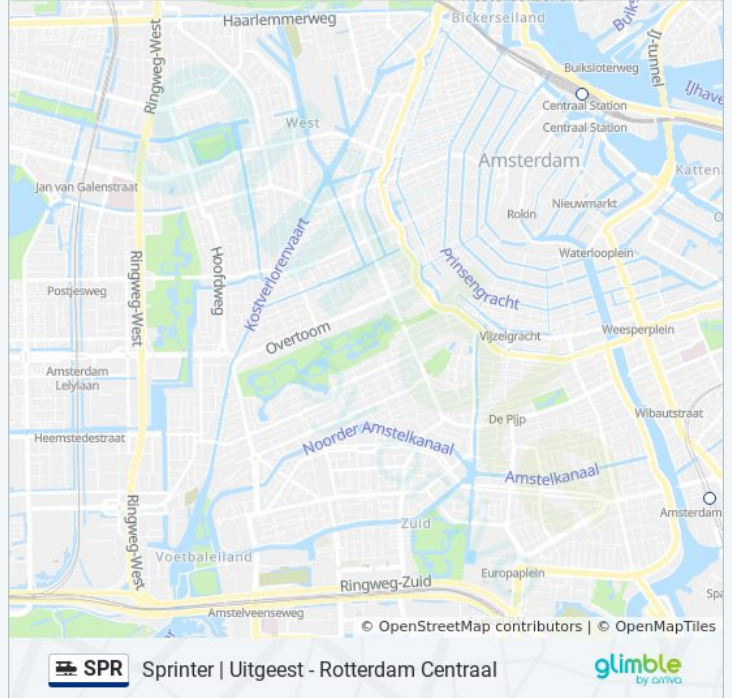 Haarlemmerweg
Bickerseiland
Buiks
IJ-tunnel
Buiksloterweg
IJhave
Ringweg-West
Centraal Station
Centraal Station
West
Amsterdam
Katten
Jan van Galenstraat
Nieuwmarkt
Rokin
O
Hoofdweg
Kostverlorenvaart
Prinsengracht
Waterlooplein
Ringweg-West
Postjesweg
Overtoom
Vijzelgracht
Weesperplein
Amsterdam
Lelylaan
De Pijp
Wibautstraat
Heemstedestraat
Noorder Amstelkanaal
Amstelkanaal
Ringweg-West
Amsterdam
Zuid
Voetbaleiland
Europaplein
Ringweg-Zuid
Spa
Amstelveenseweg
© OpenStreetMap contributors | © OpenMapTiles
SPR Sprinter | Uitgeest - Rotterdam Centraal
glimble
by arriva